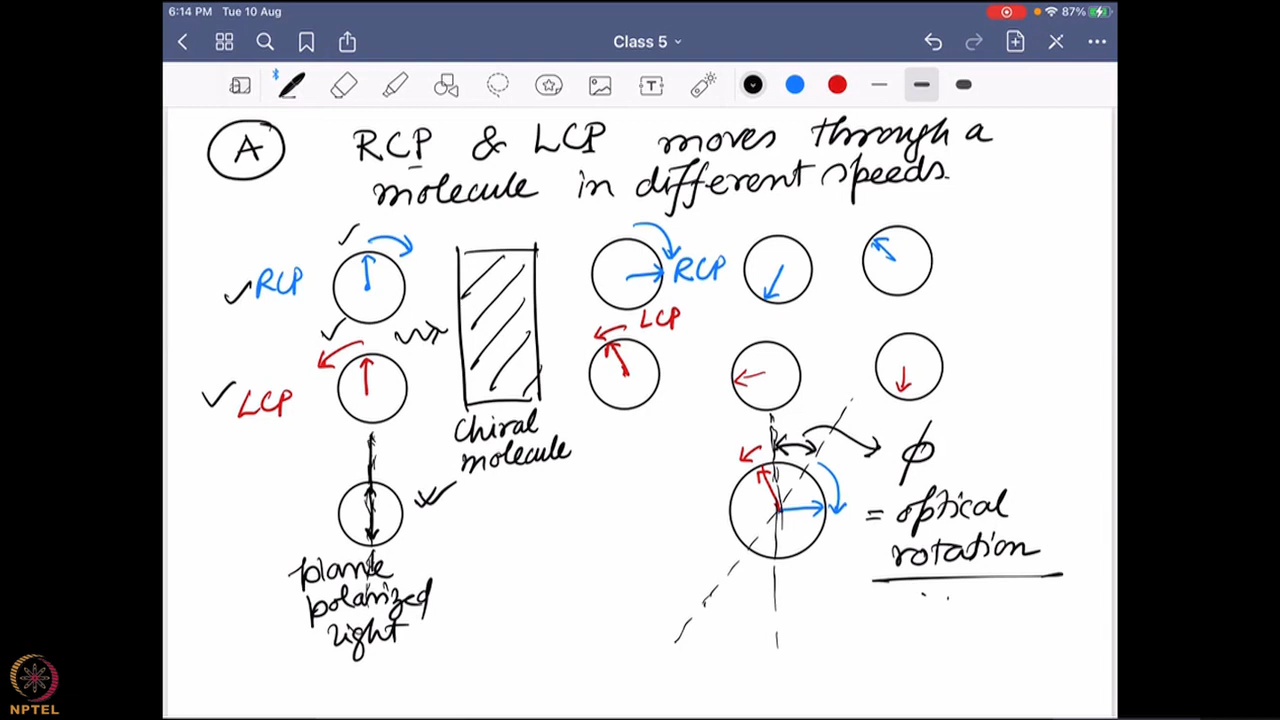 6:14 PM Tue 10 Aug
87%
Class 5
T
A
RCP & LCP moves through a
molecule in different speeds.
RCP
RCP
LCP
LCP
Chiral
molecule
ϕ
= optical
rotation
plane
polarized
light
NPTEL